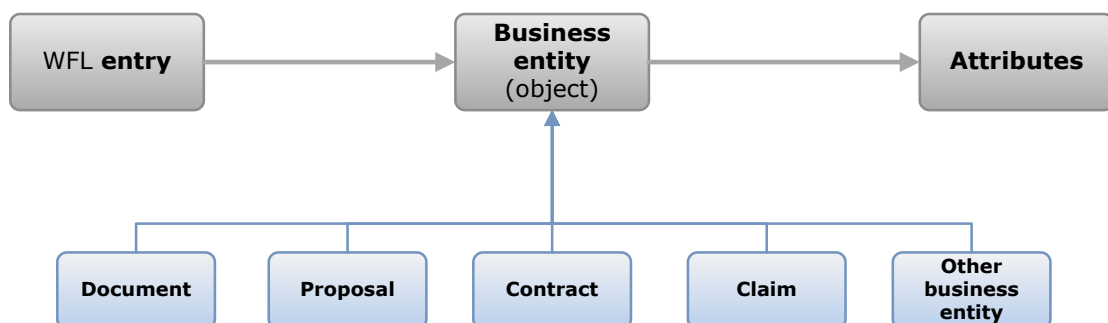 WFL entry
Business
entity
(object)
Attributes
Document
Proposal
Contract
Claim
Other
business
entity